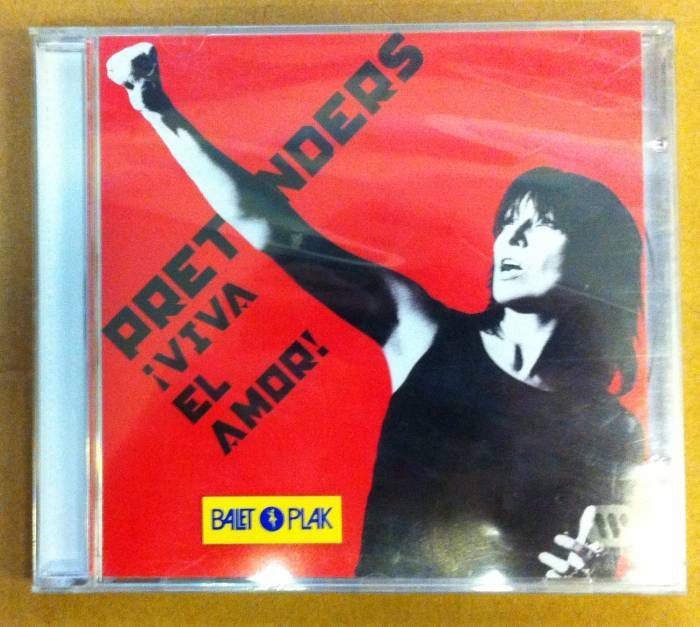 PRETENDERS
¡VIVA
EL
AMOR!
BALET PLAK